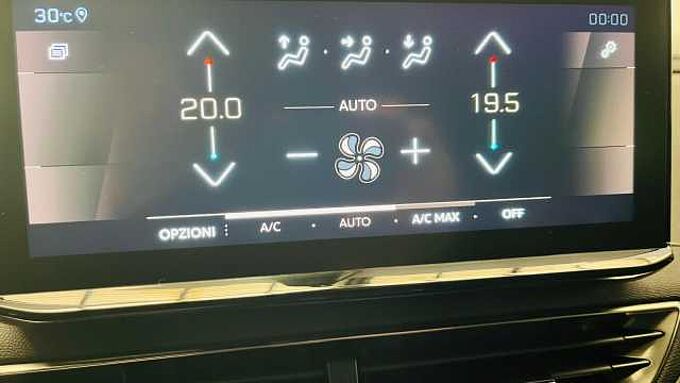 30°C 00:00
20.0 AUTO 19.5
OPZIONI A/C AUTO A/C MAX OFF